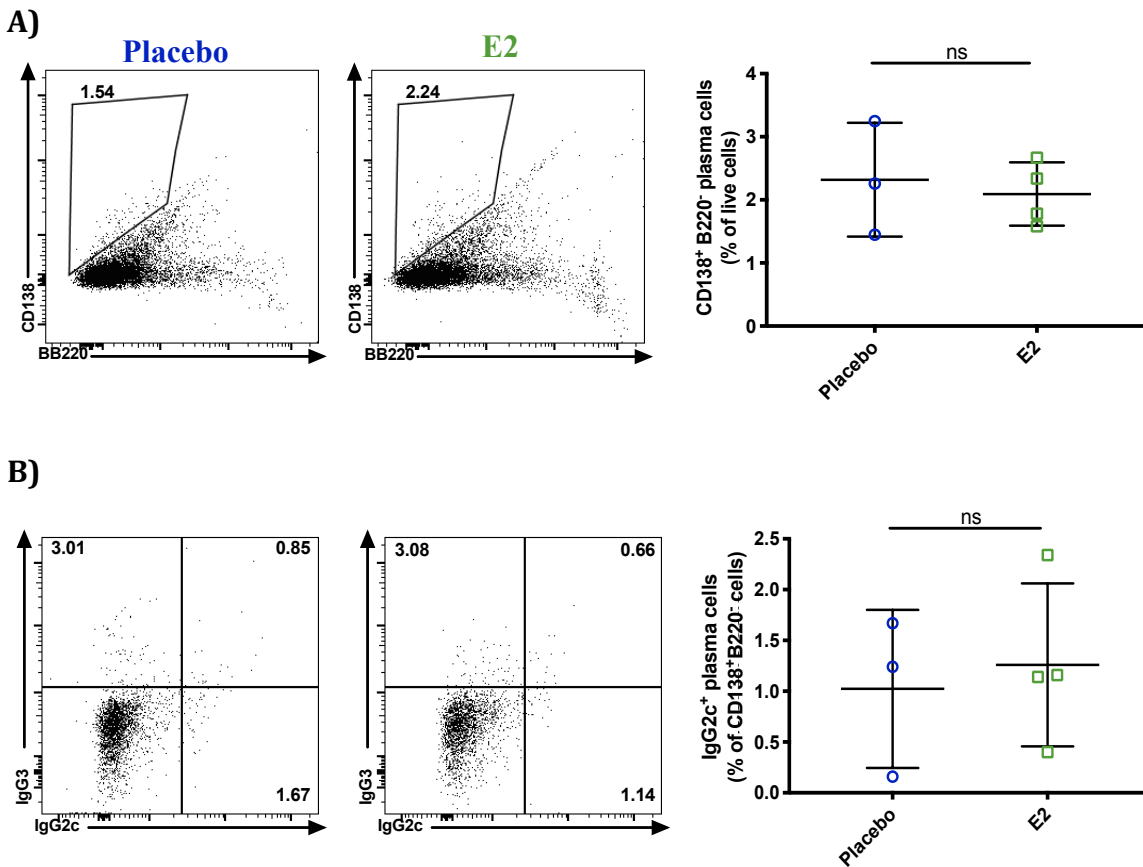 A)
Placebo
E2
1.54
CD138
BB220
2.24
CD138
BB220
ns
CD138+ B220- plasma cells
(% of live cells)
4
3
2
1
0
Placebo
E2
B)
3.01
0.85
1.67
IgG3
IgG2c
3.08
0.66
1.14
IgG3
IgG2c
ns
IgG2c+ plasma cells
(% of CD138+B220- cells)
2.5
2.0
1.5
1.0
0.5
0.0
Placebo
E2